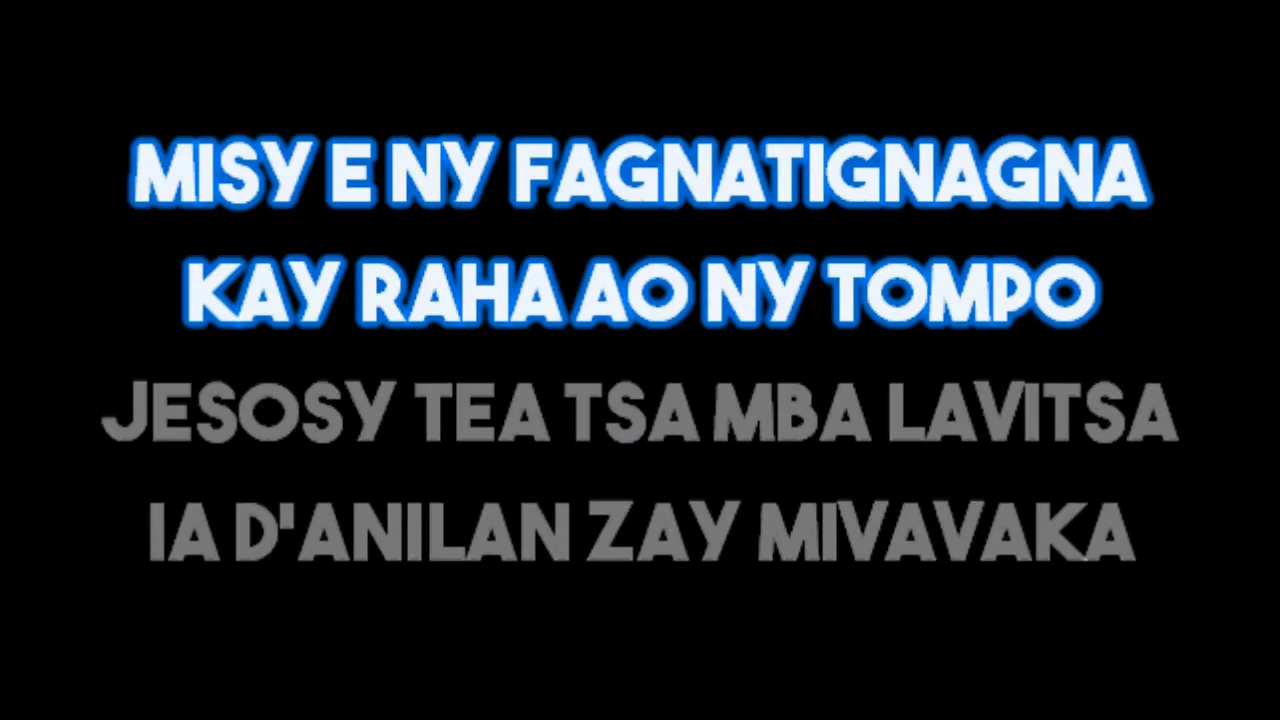 MISY E NY FAGNATIGNAGNA
KAY RAHA AO NY TOMPO
JESOSY TEA TSA MBA LAVITSA
IA D'ANILAN ZAY MIVAVAKA